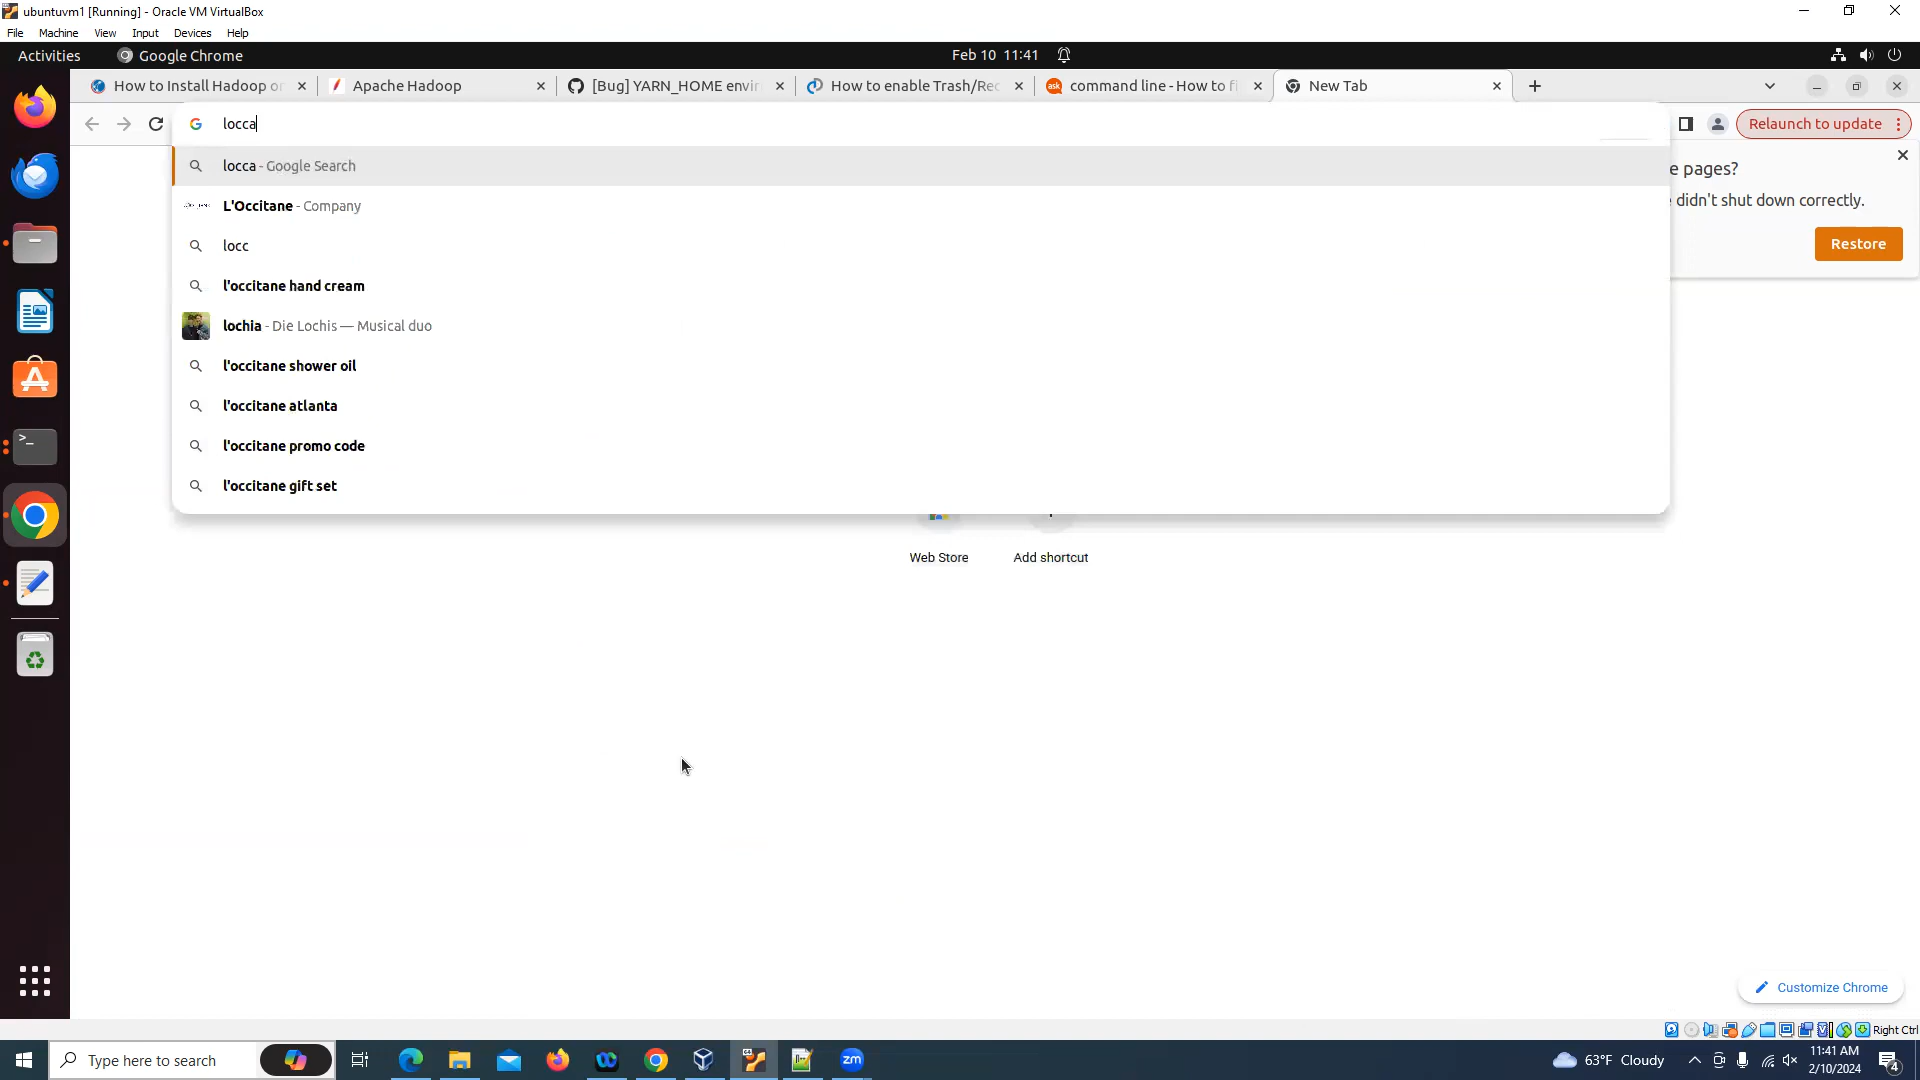 ubuntuvm1 [Running] - Oracle VM VirtualBox
File Machine View Input Devices Help
Activities Google Chrome Feb 10 11:41
How to Install Hadoop or Apache Hadoop [Bug] YARN_HOME envir How to enable Trash/Rec command line - How to fi New Tab
locca Relaunch to update
locca - Google Search
e pages?
L'Occitane - Company
didn't shut down correctly.
locc
Restore
l'occitane hand cream
lochia - Die Lochis — Musical duo
l'occitane shower oil
l'occitane atlanta
l'occitane promo code
l'occitane gift set
Web Store Add shortcut
Customize Chrome
Right Ctrl
Type here to search zm 63°F Cloudy 11:41 AM
2/10/2024 4